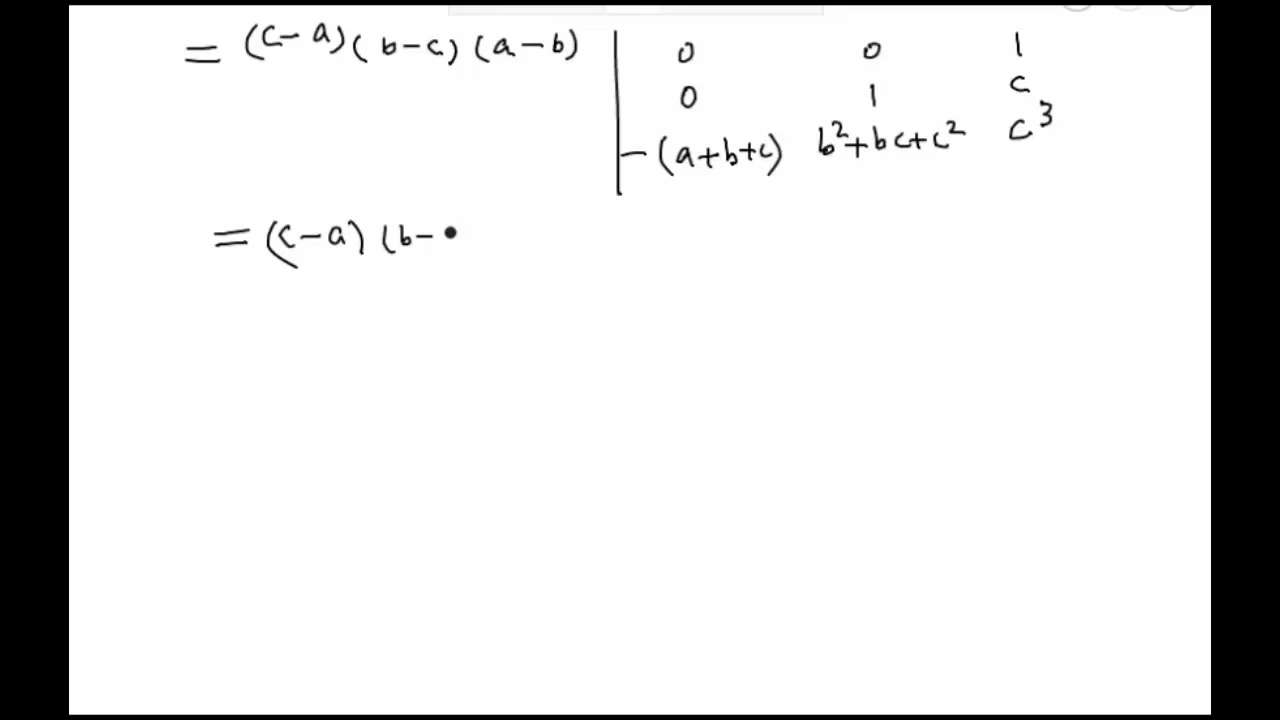 = (c-a)(b-c)(a-b) | 0 0 1
0 1 c
-(a+b+c) b²+bc+c² c³
= (c-a)(b-